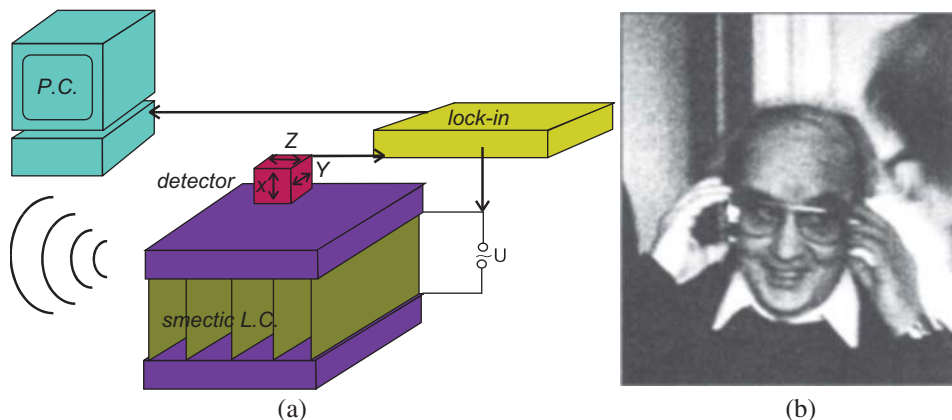 P.C.
lock-in
Z
Y
x
detector
U
smectic L.C.
(a)
(b)